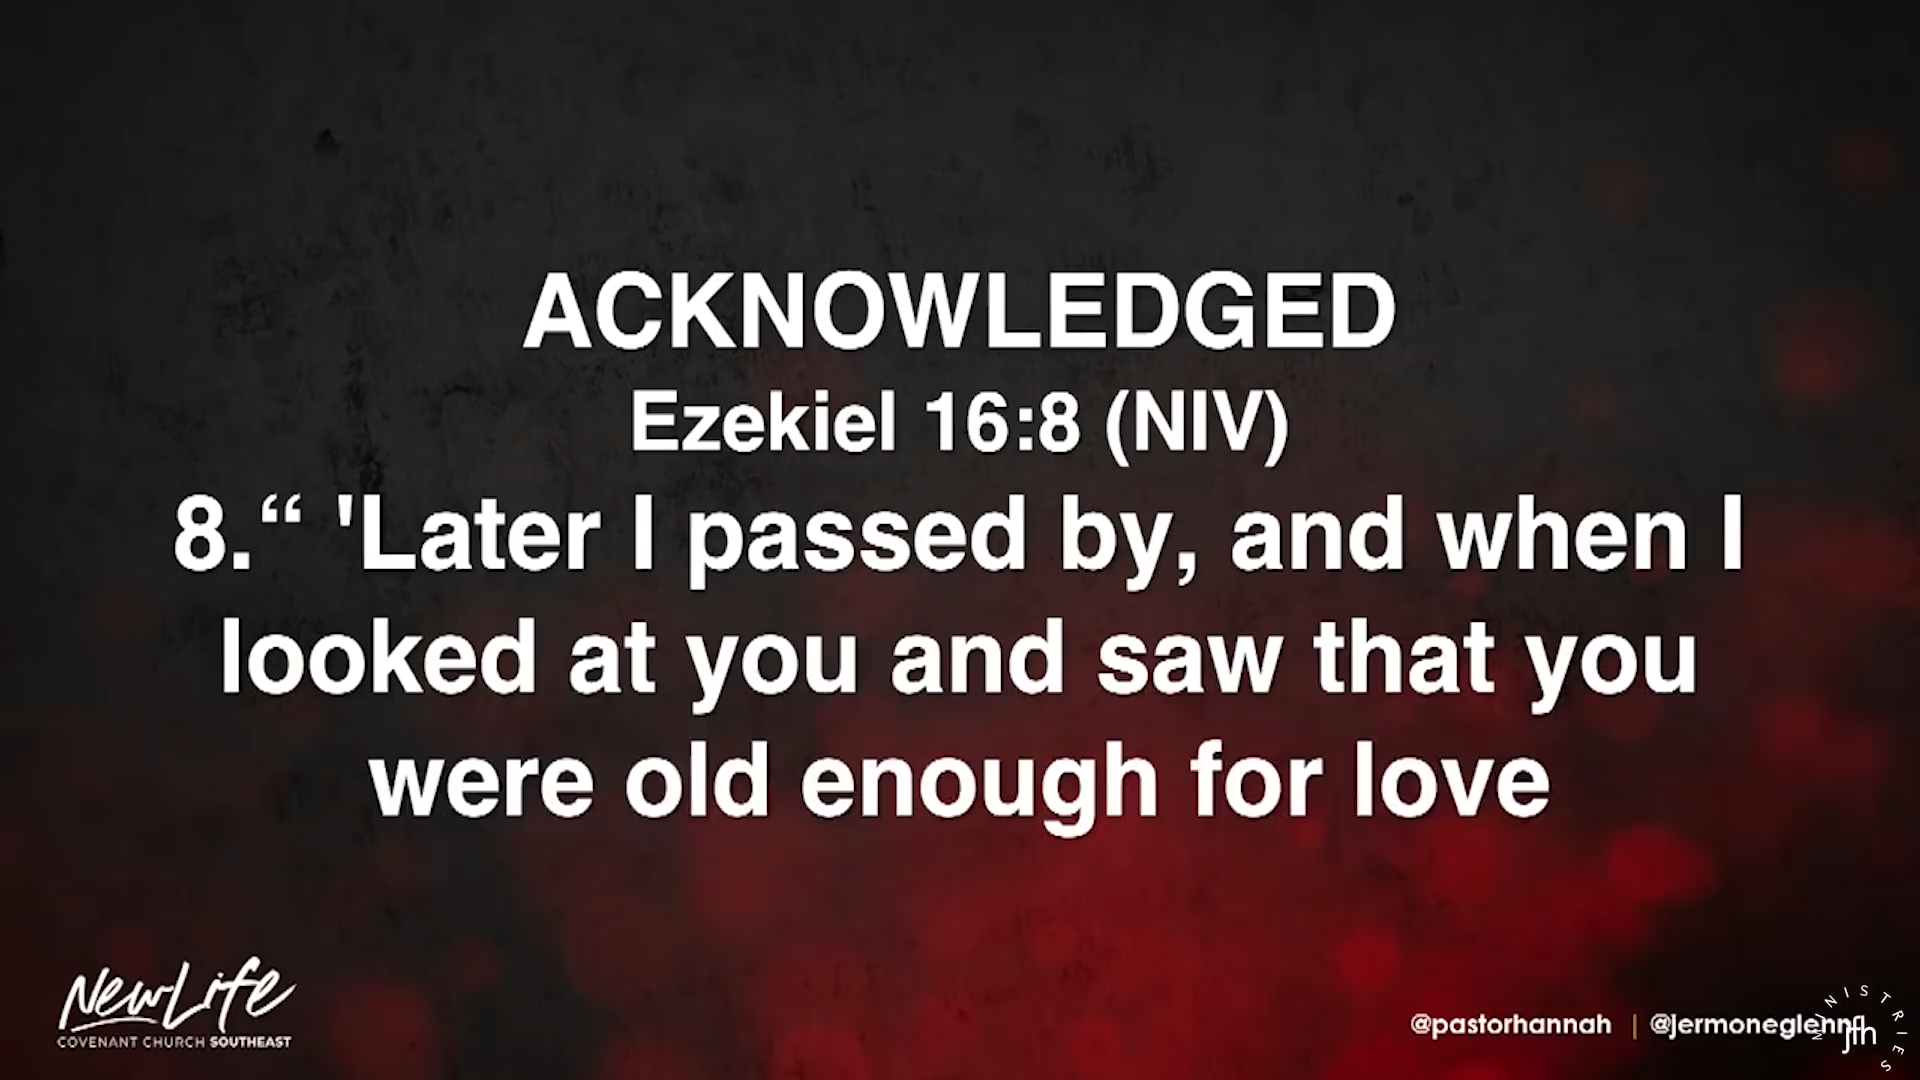 ACKNOWLEDGED
Ezekiel 16:8 (NIV)
8.“ 'Later I passed by, and when I
looked at you and saw that you
were old enough for love
NewLife
COVENANT CHURCH SOUTHEAST
@pastorhannah | @jermoneglenn
MINISTRIES
jfh